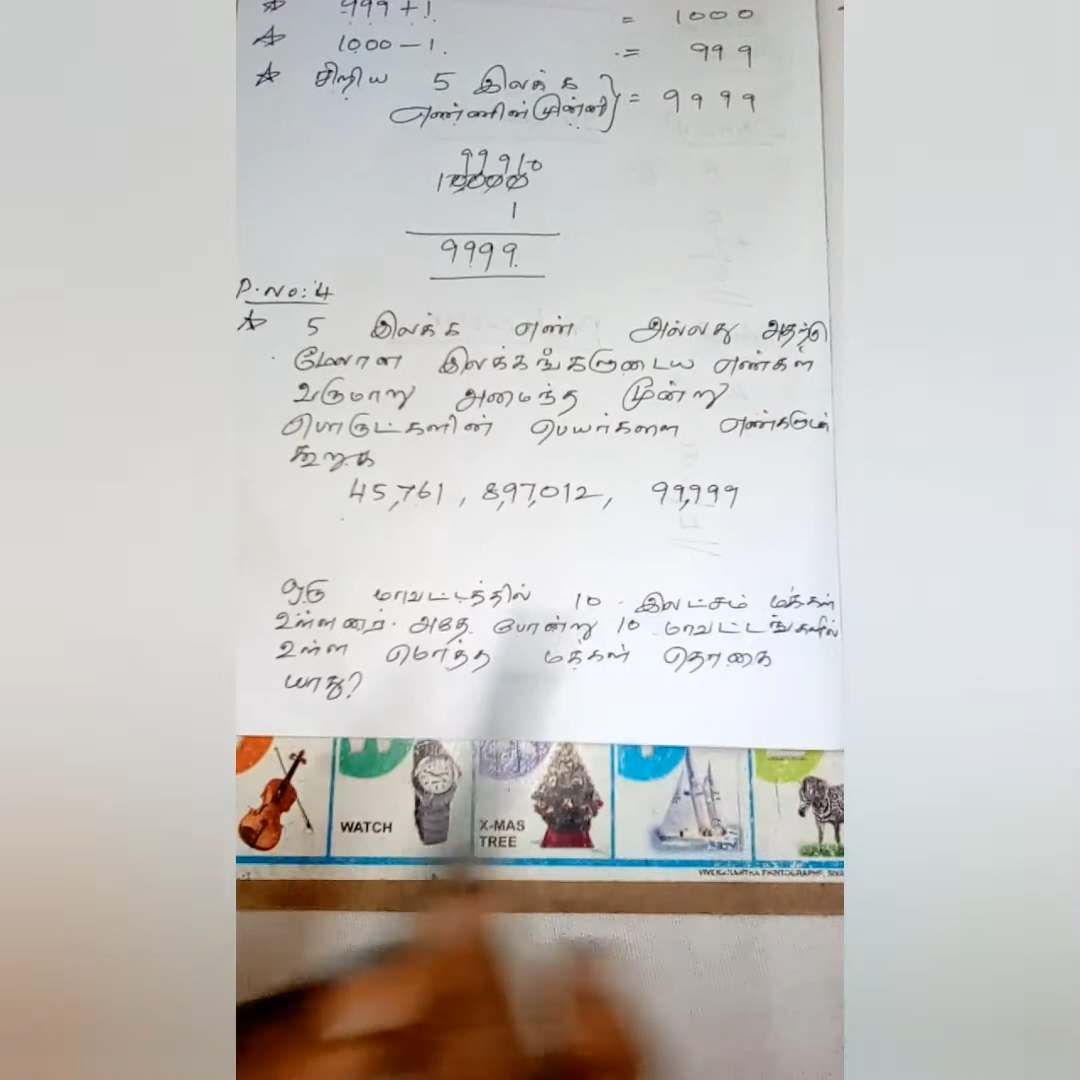 ☆ 999 + 1 = 1000
☆ 1000 − 1. = 999
☆ சிறிய 5 இலக்க
எண்ணின் முன்னி} = 9999
999 10
10000
1
9999
P.No: 4
☆ 5 இலக்க எண் அல்லது அதற்கு
மேலான இலக்கங்களுடைய எண்கள்
வருமாறு அமைந்த மூன்று
பொருட்களின் பெயர்களை எண்களுடன்
கூறுக
45,761, 8,97,012, 99,999
ஒரு மாவட்டத்தில் 10 இலட்சம் மக்கள்
உள்ளனர். அதே போன்று 10 மாவட்டங்களில்
உள்ள மொத்த மக்கள் தொகை
யாது?
WATCH
X-MAS
TREE